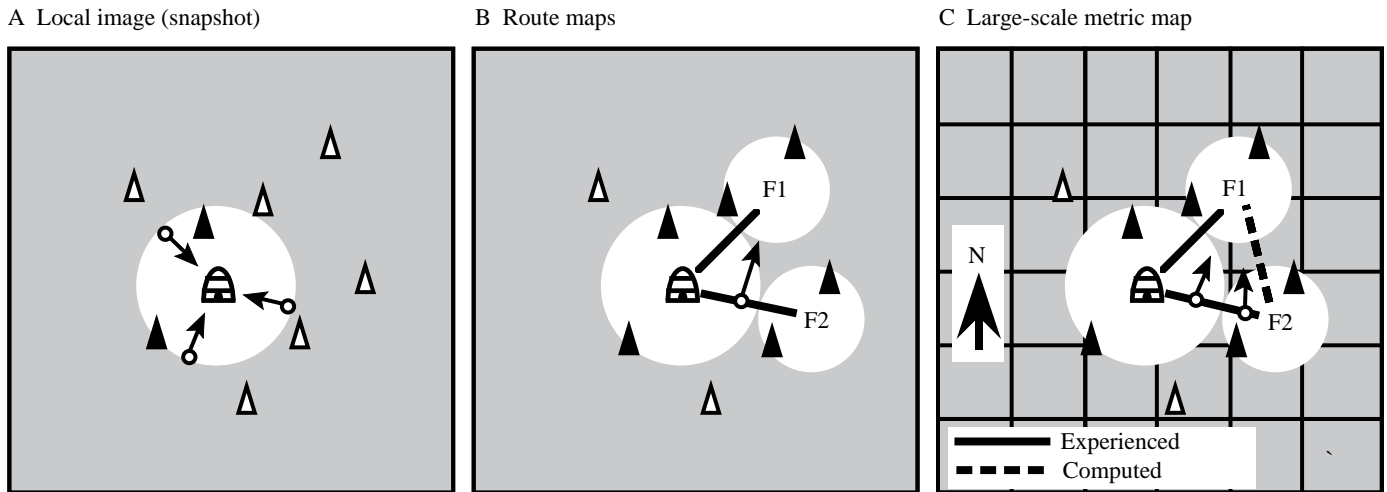 A Local image (snapshot)
B Route maps
F1
F2
C Large-scale metric map
F1
N
F2
Experienced
Computed
`